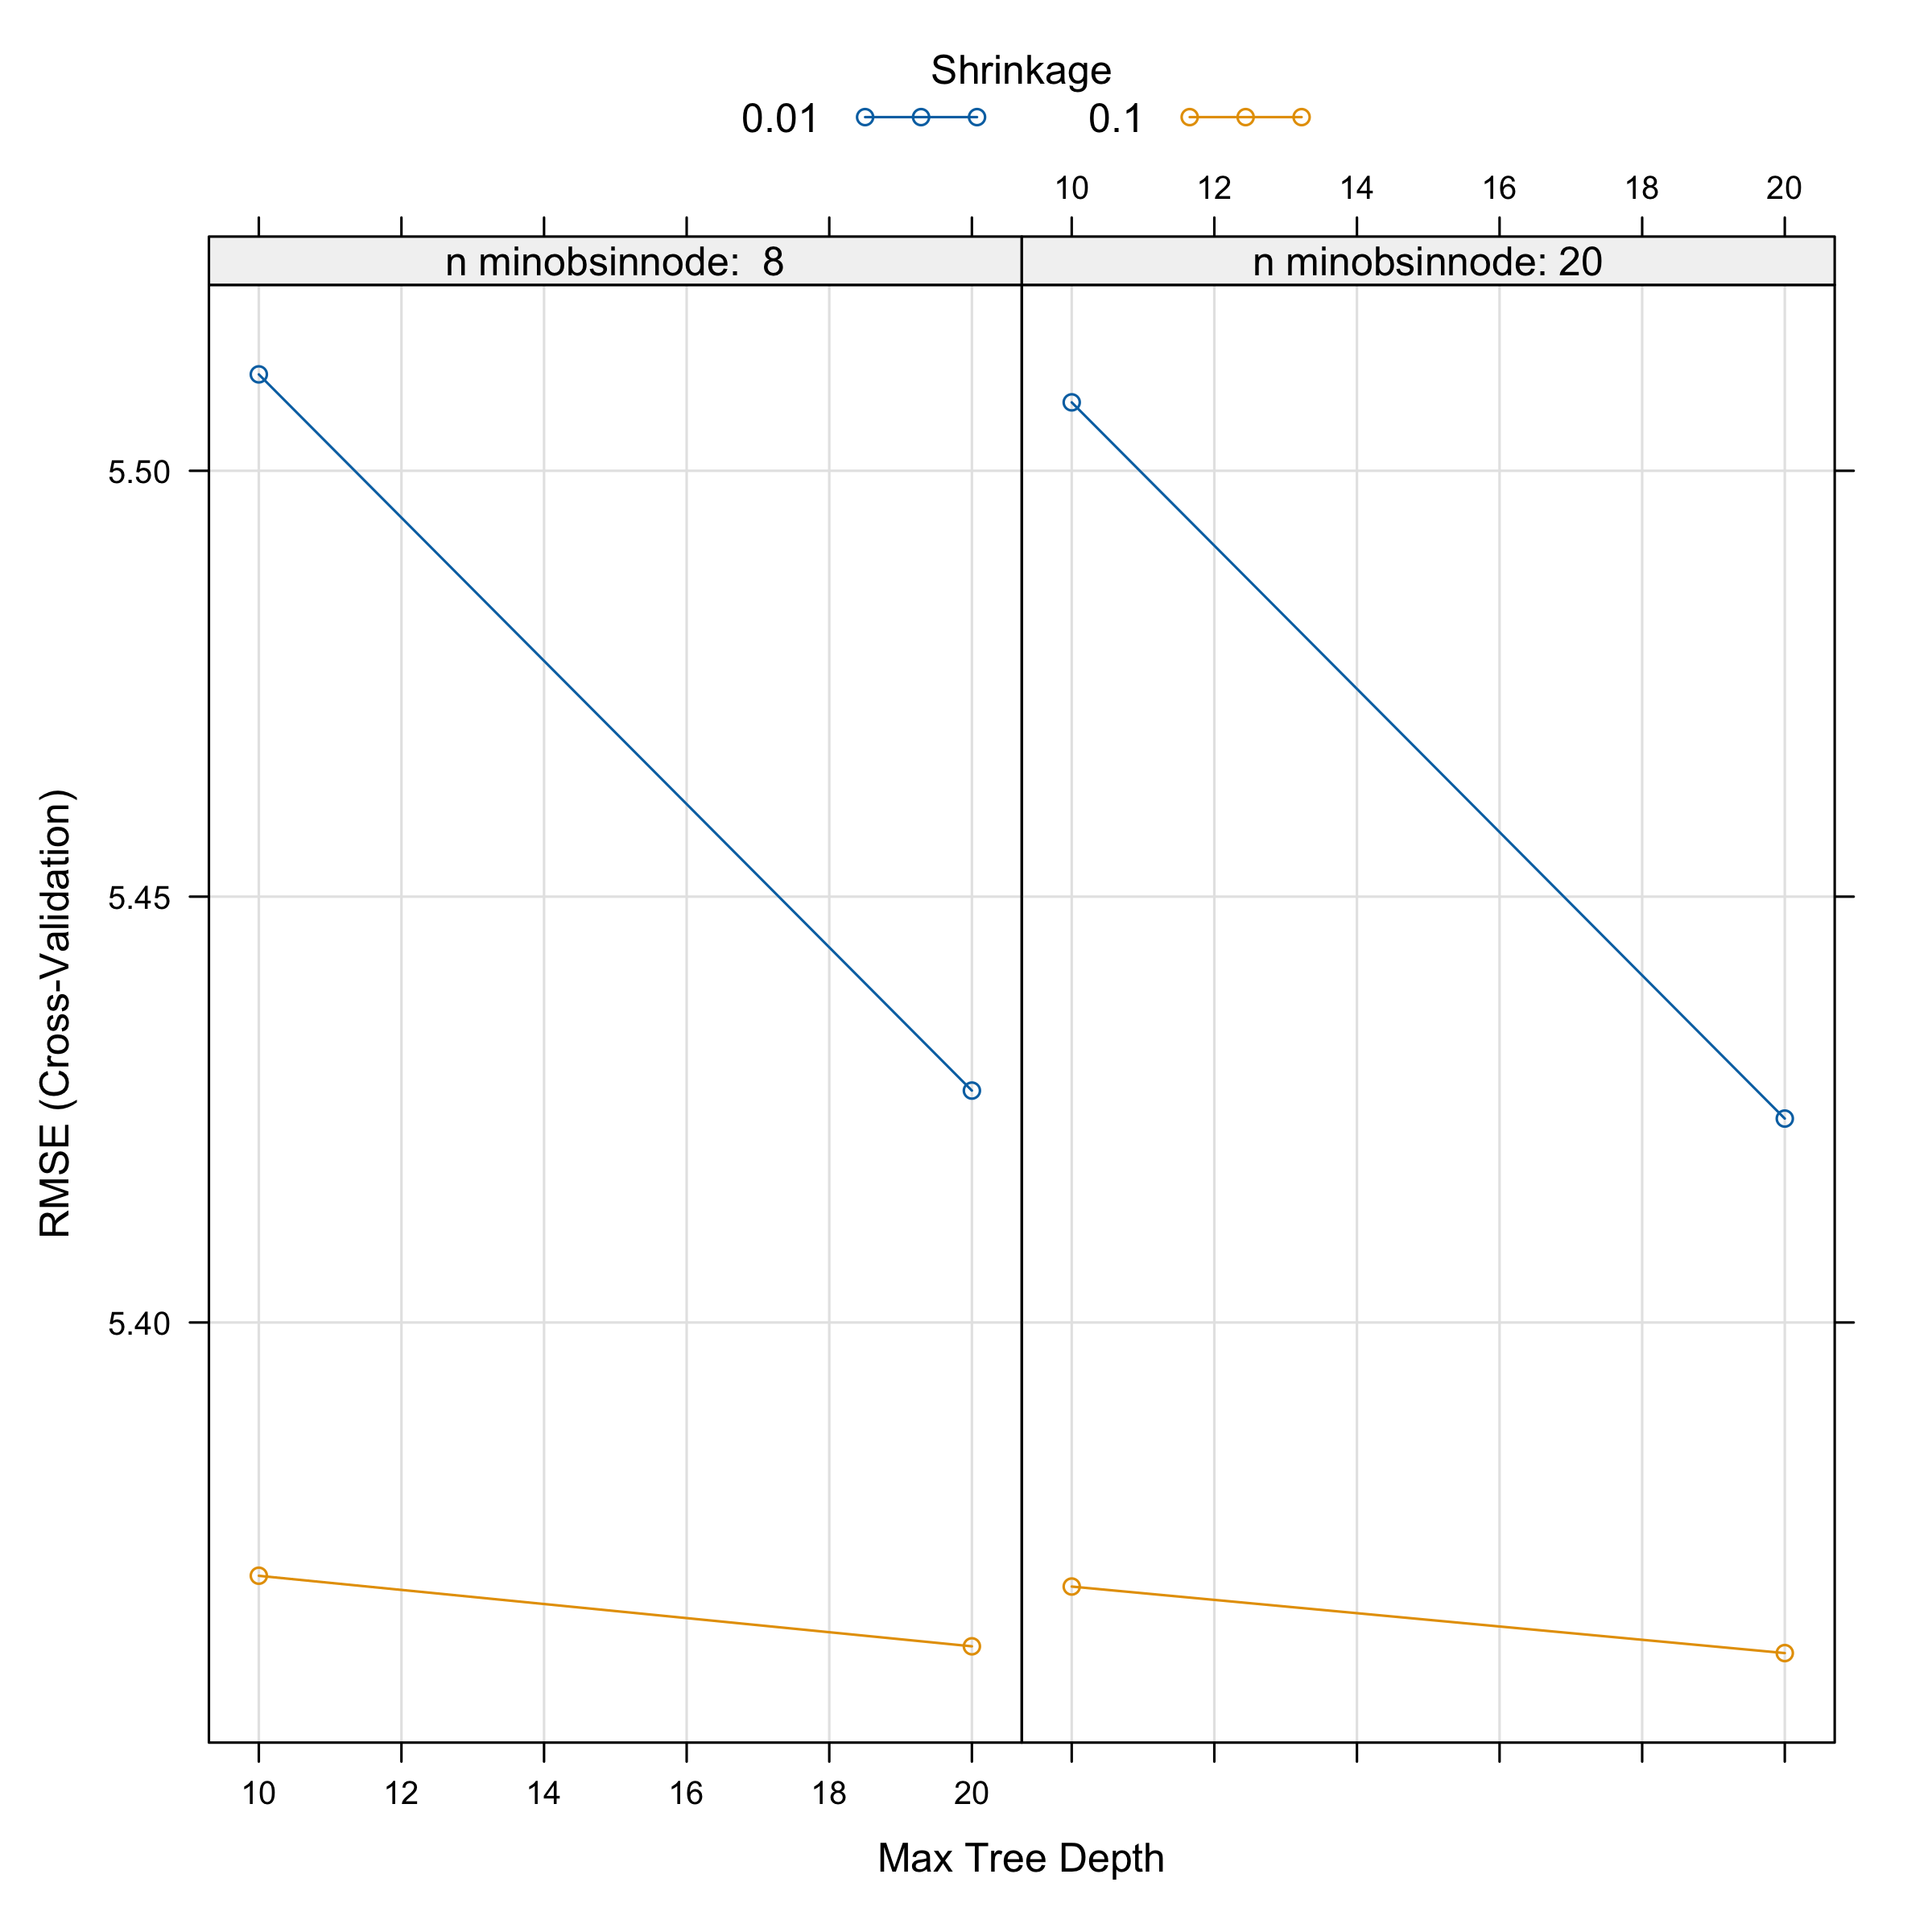 Shrinkage
0.01 0.1
10 12 14 16 18 20
n minobsinnode: 8 n minobsinnode: 20
5.50
5.45
5.40
RMSE (Cross-Validation)
10 12 14 16 18 20
Max Tree Depth